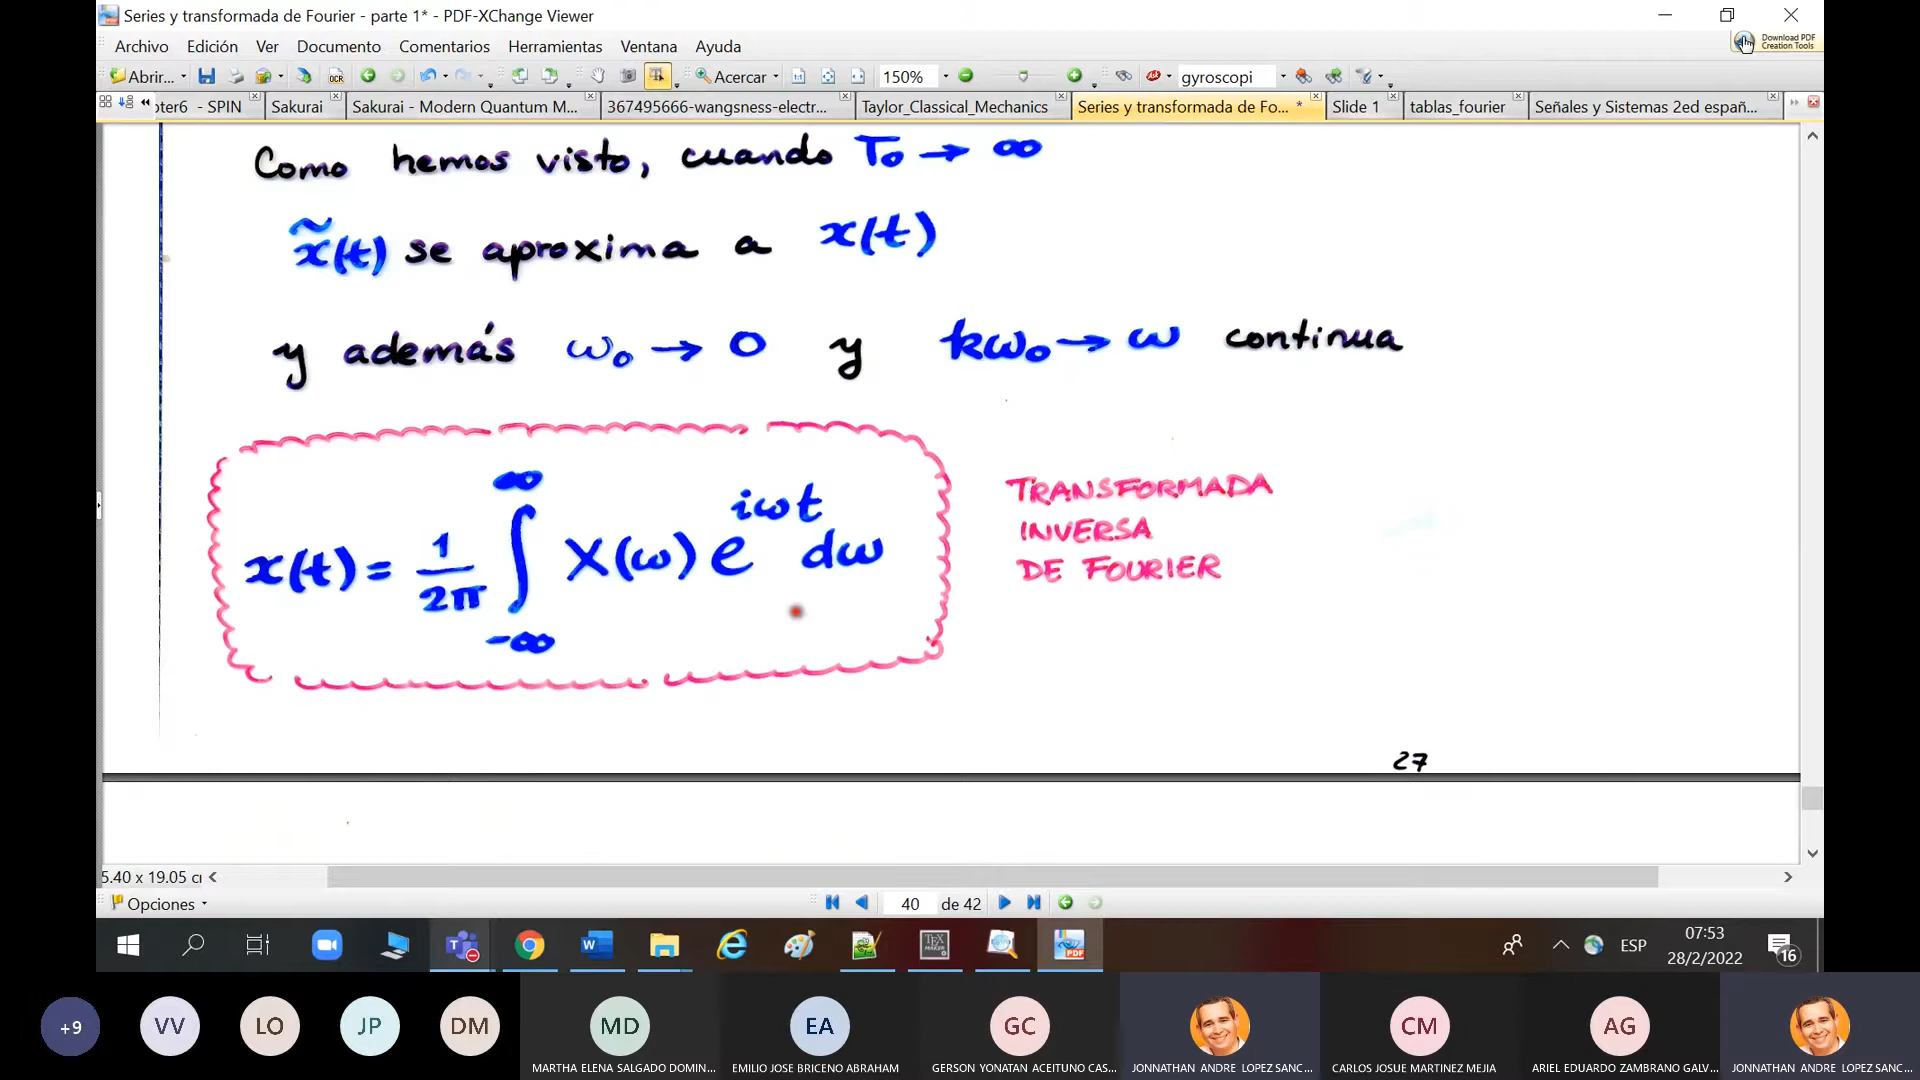 Series y transformada de Fourier - parte 1* - PDF-XChange Viewer
Archivo Edición Ver Documento Comentarios Herramientas Ventana Ayuda
Download PDF
Creation Tools
Abrir... OCR Acercar 150% gyroscopi
oter6 - SPIN Sakurai Sakurai - Modern Quantum M... 367495666-wangsness-electr... Taylor_Classical_Mechanics Series y transformada de Fo... * Slide 1 tablas_fourier Señales y Sistemas 2ed españ...
Como hemos visto, cuando T₀ → ∞
x̃(t) se aproxima a x(t)
y además ω₀ → 0 y kω₀ → ω continua
x(t) = 1/2π ∫_{-∞}^{∞} X(ω) e^{iωt} dω
TRANSFORMADA
INVERSA
DE FOURIER
27
5.40 x 19.05 c
Opciones 40 de 42
ESP
07:53
28/2/2022
16
+9 VV LO JP DM MD EA GC CM AG
MARTHA ELENA SALGADO DOMIN... EMILIO JOSE BRICENO ABRAHAM GERSON YONATAN ACEITUNO CAS... JONNATHAN ANDRE LOPEZ SANC... CARLOS JOSUE MARTINEZ MEJIA ARIEL EDUARDO ZAMBRANO GALV... JONNATHAN ANDRE LOPEZ SANC...